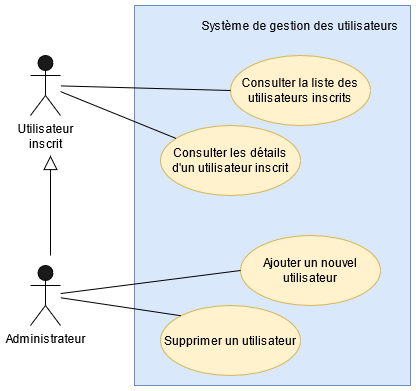 Système de gestion des utilisateurs
Consulter la liste des
utilisateurs inscrits
Utilisateur
inscrit
Consulter les détails
d'un utilisateur inscrit
Ajouter un nouvel
utilisateur
Administrateur
Supprimer un utilisateur